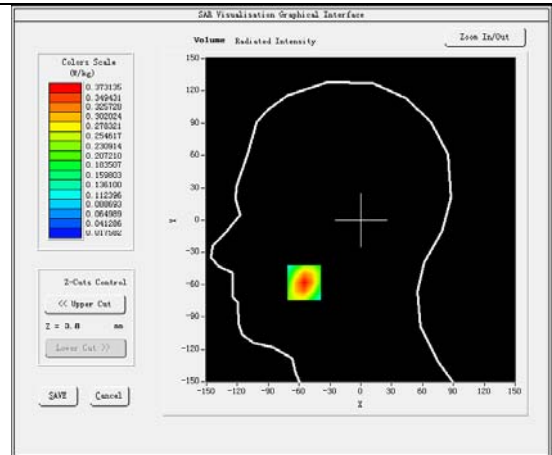 SAR Visualisation Graphical Interface
Volume Radiated Intensity
Zoom In/Out
Colors Scale
(W/kg)
0.373135
0.349431
0.325728
0.302024
0.278321
0.254617
0.230914
0.207210
0.183507
0.159803
0.136100
0.112396
0.088693
0.064989
0.041286
0.017582
Z-Cuts Control
<< Upper Cut
Z = 3.8 mm
Lower Cut >>
SAVE
Cancel
150
120
90
60
30
0
-30
-60
-90
-120
-150
Y
-150 -120 -90 -60 -30 0 30 60 90 120 150
X